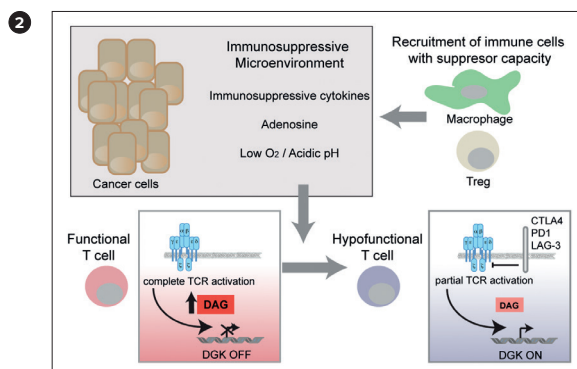 2
Immunosuppressive
Microenvironment
Immunosuppressive cytokines
Adenosine
Low O2 / Acidic pH
Cancer cells
Recruitment of immune cells
with suppresor capacity
Macrophage
Treg
Functional
T cell
complete TCR activation
DAG
DGK OFF
Hypofunctional
T cell
CTLA4
PD1
LAG-3
partial TCR activation
DAG
DGK ON